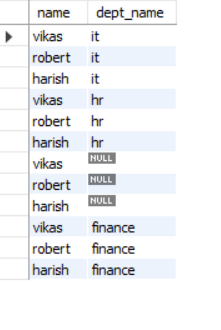 name dept_name
vikas it
robert it
harish it
vikas hr
robert hr
harish hr
vikas NULL
robert NULL
harish NULL
vikas finance
robert finance
harish finance